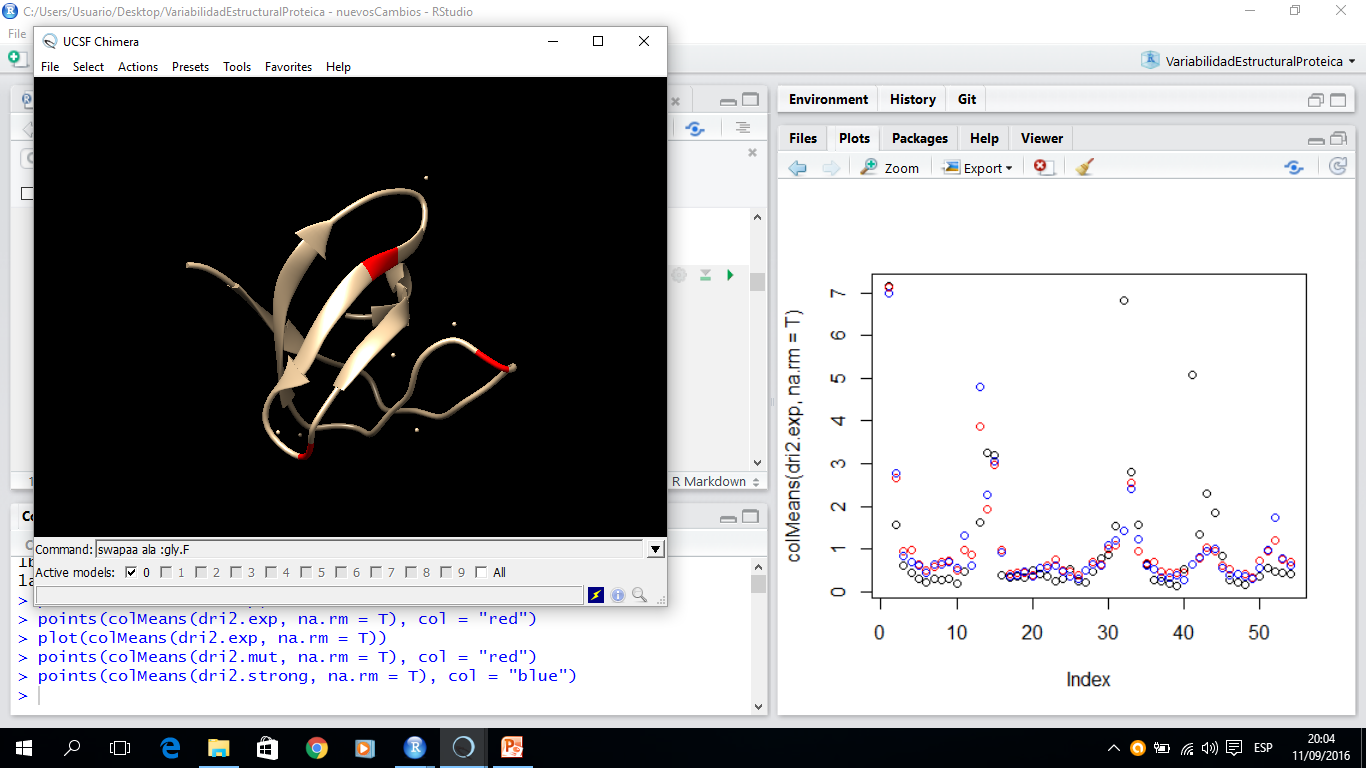 C:/Users/Usuario/Desktop/VariabilidadEstructuralProteica - nuevosCambios - RStudio
File
VariabilidadEstructuralProteica
UCSF Chimera
File Select Actions Presets Tools Favorites Help
Command: swapaa ala :gly.F
Active models: 0 1 2 3 4 5 6 7 8 9 All
R Markdown
> points(colMeans(dri2.exp, na.rm = T), col = "red")
> plot(colMeans(dri2.exp, na.rm = T))
> points(colMeans(dri2.mut, na.rm = T), col = "red")
> points(colMeans(dri2.strong, na.rm = T), col = "blue")
>
Environment History Git
Files Plots Packages Help Viewer
Zoom Export
colMeans(dri2.exp, na.rm = T)
7
6
5
4
3
2
1
0
0 10 20 30 40 50
Index
ESP
20:04
11/09/2016